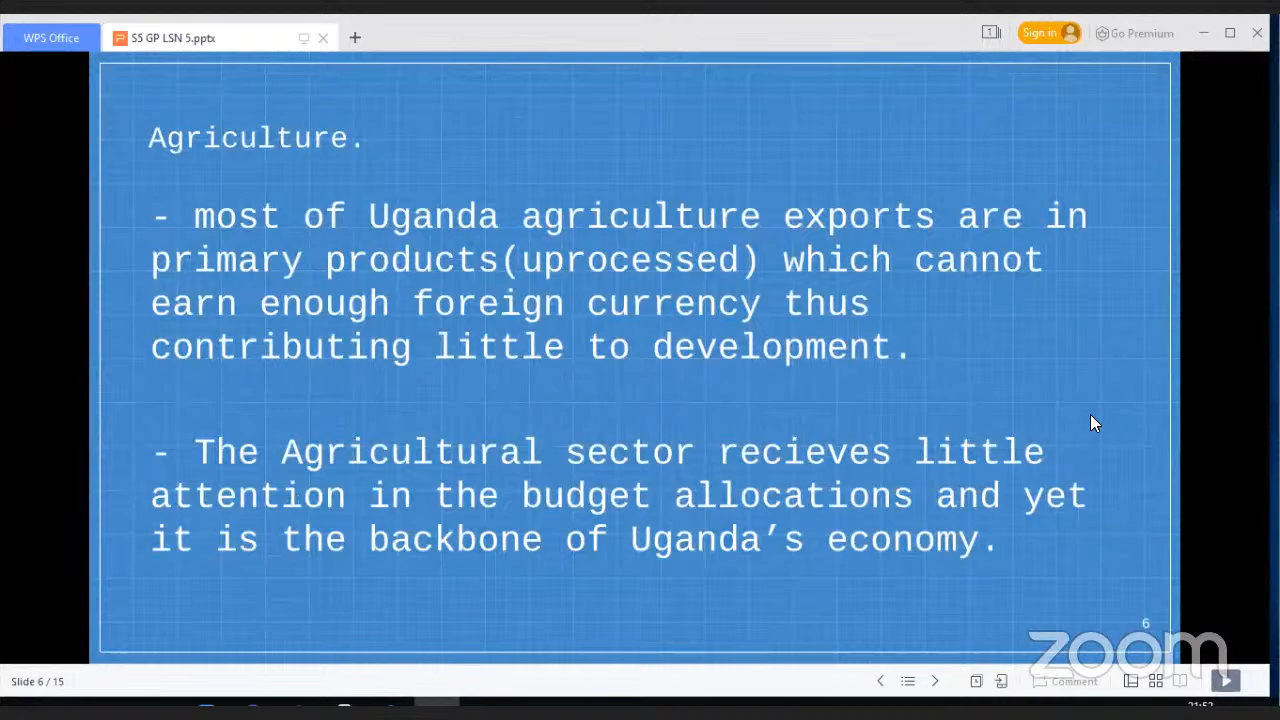 WPS Office
S5 GP LSN 5.pptx
1
Sign in
Go Premium
Agriculture.
- most of Uganda agriculture exports are in
primary products(uprocessed) which cannot
earn enough foreign currency thus
contributing little to development.
- The Agricultural sector recieves little
attention in the budget allocations and yet
it is the backbone of Uganda’s economy.
6
zoom
Slide 6 / 15
Comment